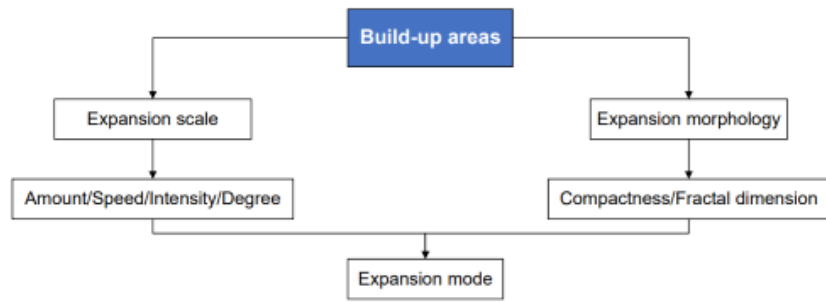 Build-up areas
Expansion scale
Expansion morphology
Amount/Speed/Intensity/Degree
Compactness/Fractal dimension
Expansion mode